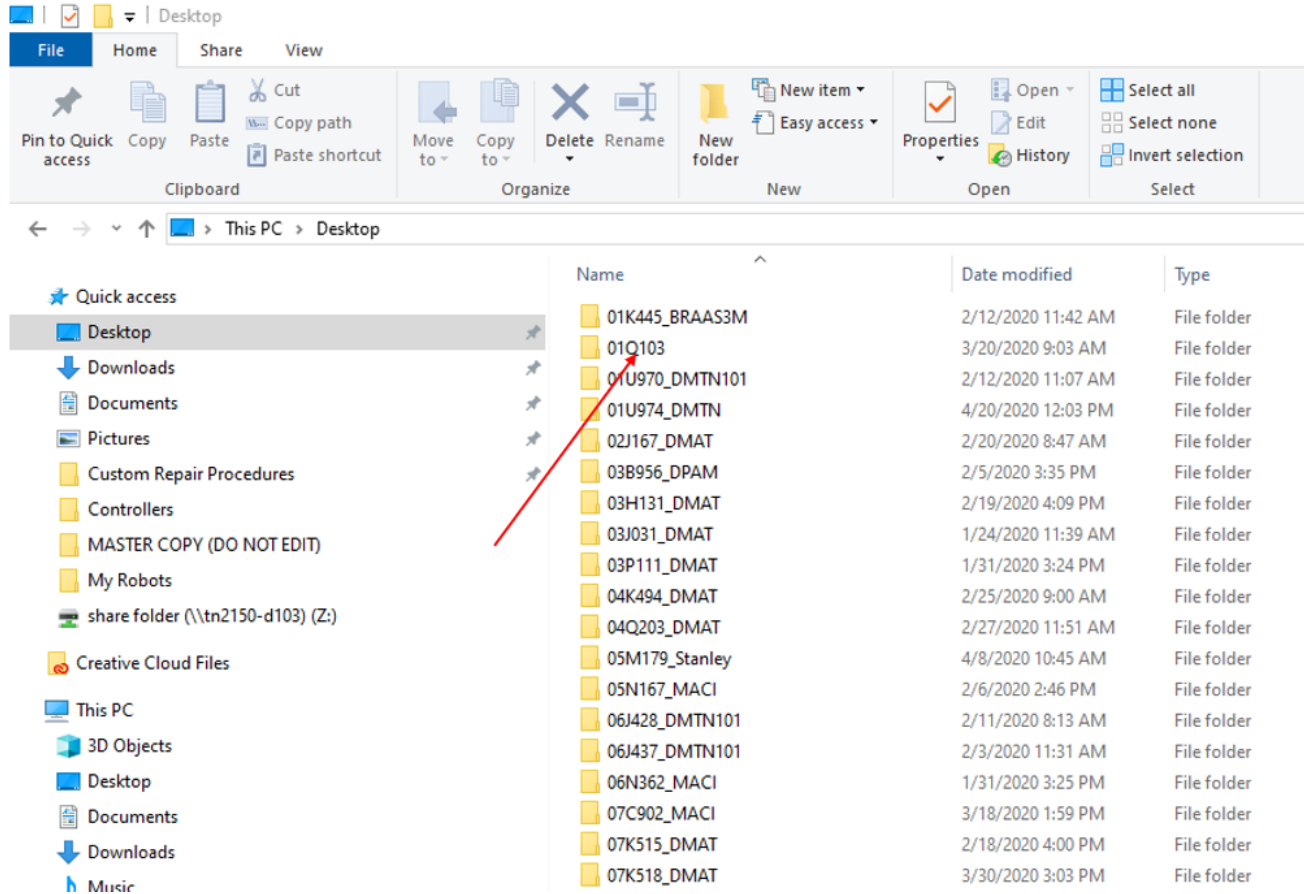 Desktop
File Home Share View
Pin to Quick access
Copy
Paste
Cut
Copy path
Paste shortcut
Clipboard
Move to
Copy to
Delete
Rename
Organize
New folder
New item
Easy access
New
Properties
Open
Edit
History
Open
Select all
Select none
Invert selection
Select
This PC > Desktop
Quick access
Desktop
Downloads
Documents
Pictures
Custom Repair Procedures
Controllers
MASTER COPY (DO NOT EDIT)
My Robots
share folder (\\tn2150-d103) (Z:)
Creative Cloud Files
This PC
3D Objects
Desktop
Documents
Downloads
Music
Name Date modified Type
01K445_BRAAS3M 2/12/2020 11:42 AM File folder
01Q103 3/20/2020 9:03 AM File folder
01U970_DMTN101 2/12/2020 11:07 AM File folder
01U974_DMTN 4/20/2020 12:03 PM File folder
02J167_DMAT 2/20/2020 8:47 AM File folder
03B956_DPAM 2/5/2020 3:35 PM File folder
03H131_DMAT 2/19/2020 4:09 PM File folder
03J031_DMAT 1/24/2020 11:39 AM File folder
03P111_DMAT 1/31/2020 3:24 PM File folder
04K494_DMAT 2/25/2020 9:00 AM File folder
04Q203_DMAT 2/27/2020 11:51 AM File folder
05M179_Stanley 4/8/2020 10:45 AM File folder
05N167_MACI 2/6/2020 2:46 PM File folder
06J428_DMTN101 2/11/2020 8:13 AM File folder
06J437_DMTN101 2/3/2020 11:31 AM File folder
06N362_MACI 1/31/2020 3:25 PM File folder
07C902_MACI 3/18/2020 1:59 PM File folder
07K515_DMAT 2/18/2020 4:00 PM File folder
07K518_DMAT 3/30/2020 3:03 PM File folder